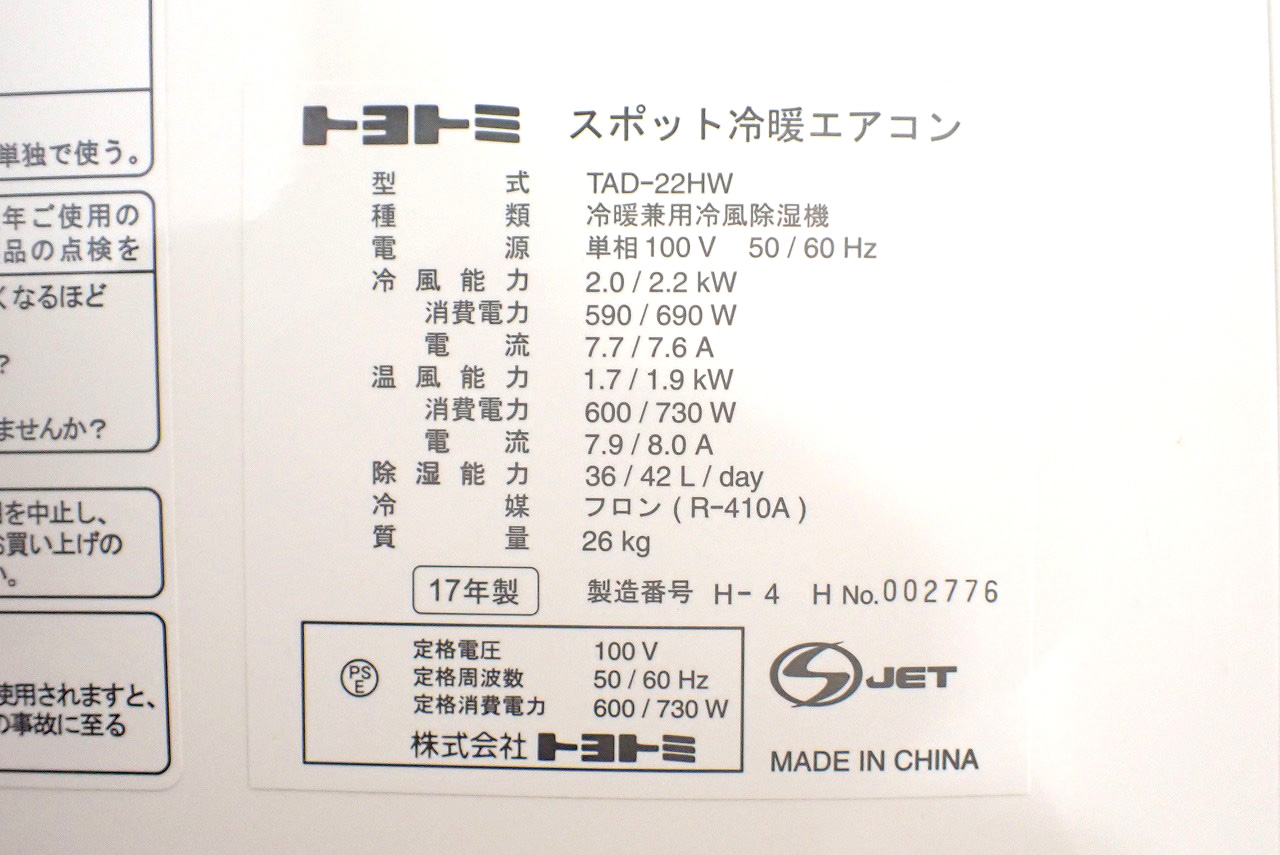 単独で使う。
年ご使用の
品の点検を
くなるほど
?
ませんか?
を中止し、
お買い上げの
い。
使用されますと、
の事故に至る
トヨトミ スポット冷暖エアコン
型式 TAD-22HW
種類 冷暖兼用冷風除湿機
電源 単相100 V 50 / 60 Hz
冷風能力 2.0 / 2.2 kW
消費電力 590 / 690 W
電流 7.7 / 7.6 A
温風能力 1.7 / 1.9 kW
消費電力 600 / 730 W
電流 7.9 / 8.0 A
除湿能力 36 / 42 L / day
冷媒 フロン ( R-410A )
質量 26 kg
17年製 製造番号 H- 4 H No.002776
PS
E
定格電圧 100 V
定格周波数 50 / 60 Hz
定格消費電力 600 / 730 W
株式会社トヨトミ
JET
MADE IN CHINA